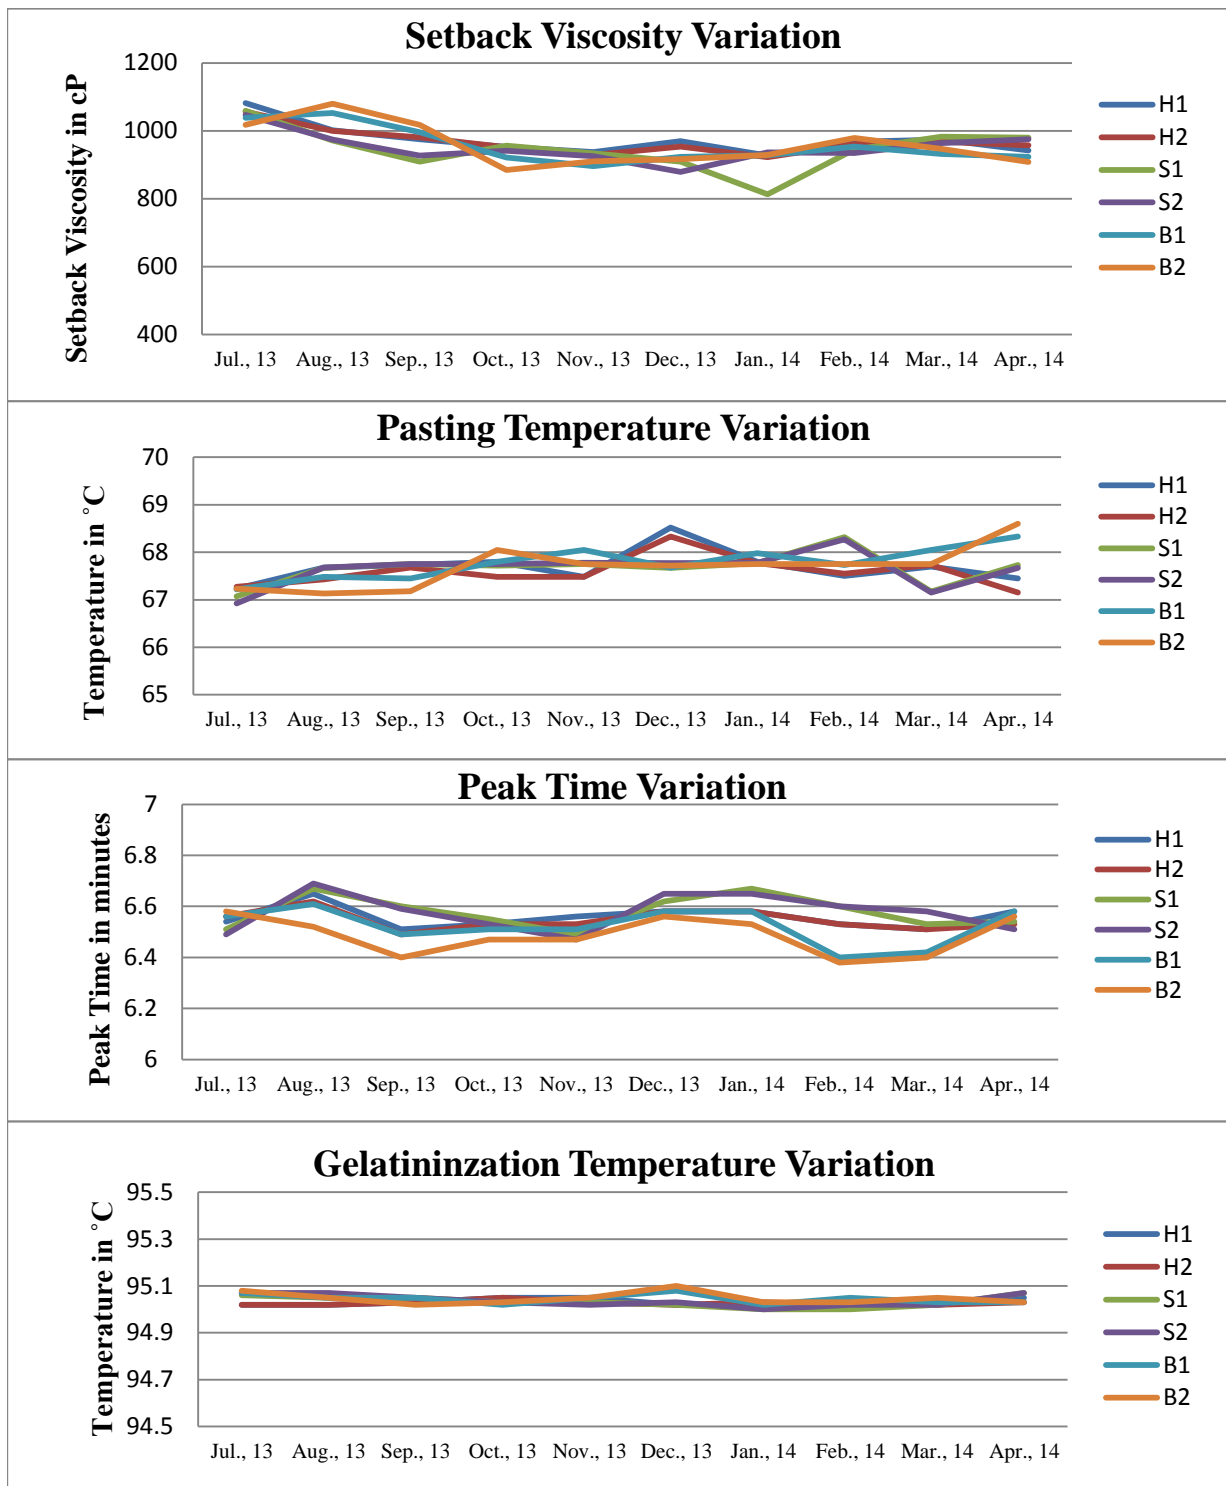 Setback Viscosity Variation
Setback Viscosity in cP
1200
1000
800
600
400
Jul., 13 Aug., 13 Sep., 13 Oct., 13 Nov., 13 Dec., 13 Jan., 14 Feb., 14 Mar., 14 Apr., 14
H1
H2
S1
S2
B1
B2
Pasting Temperature Variation
Temperature in ˚C
70
69
68
67
66
65
Jul., 13 Aug., 13 Sep., 13 Oct., 13 Nov., 13 Dec., 13 Jan., 14 Feb., 14 Mar., 14 Apr., 14
H1
H2
S1
S2
B1
B2
Peak Time Variation
Peak Time in minutes
7
6.8
6.6
6.4
6.2
6
Jul., 13 Aug., 13 Sep., 13 Oct., 13 Nov., 13 Dec., 13 Jan., 14 Feb., 14 Mar., 14 Apr., 14
H1
H2
S1
S2
B1
B2
Gelatininzation Temperature Variation
Temperature in ˚C
95.5
95.3
95.1
94.9
94.7
94.5
Jul., 13 Aug., 13 Sep., 13 Oct., 13 Nov., 13 Dec., 13 Jan., 14 Feb., 14 Mar., 14 Apr., 14
H1
H2
S1
S2
B1
B2